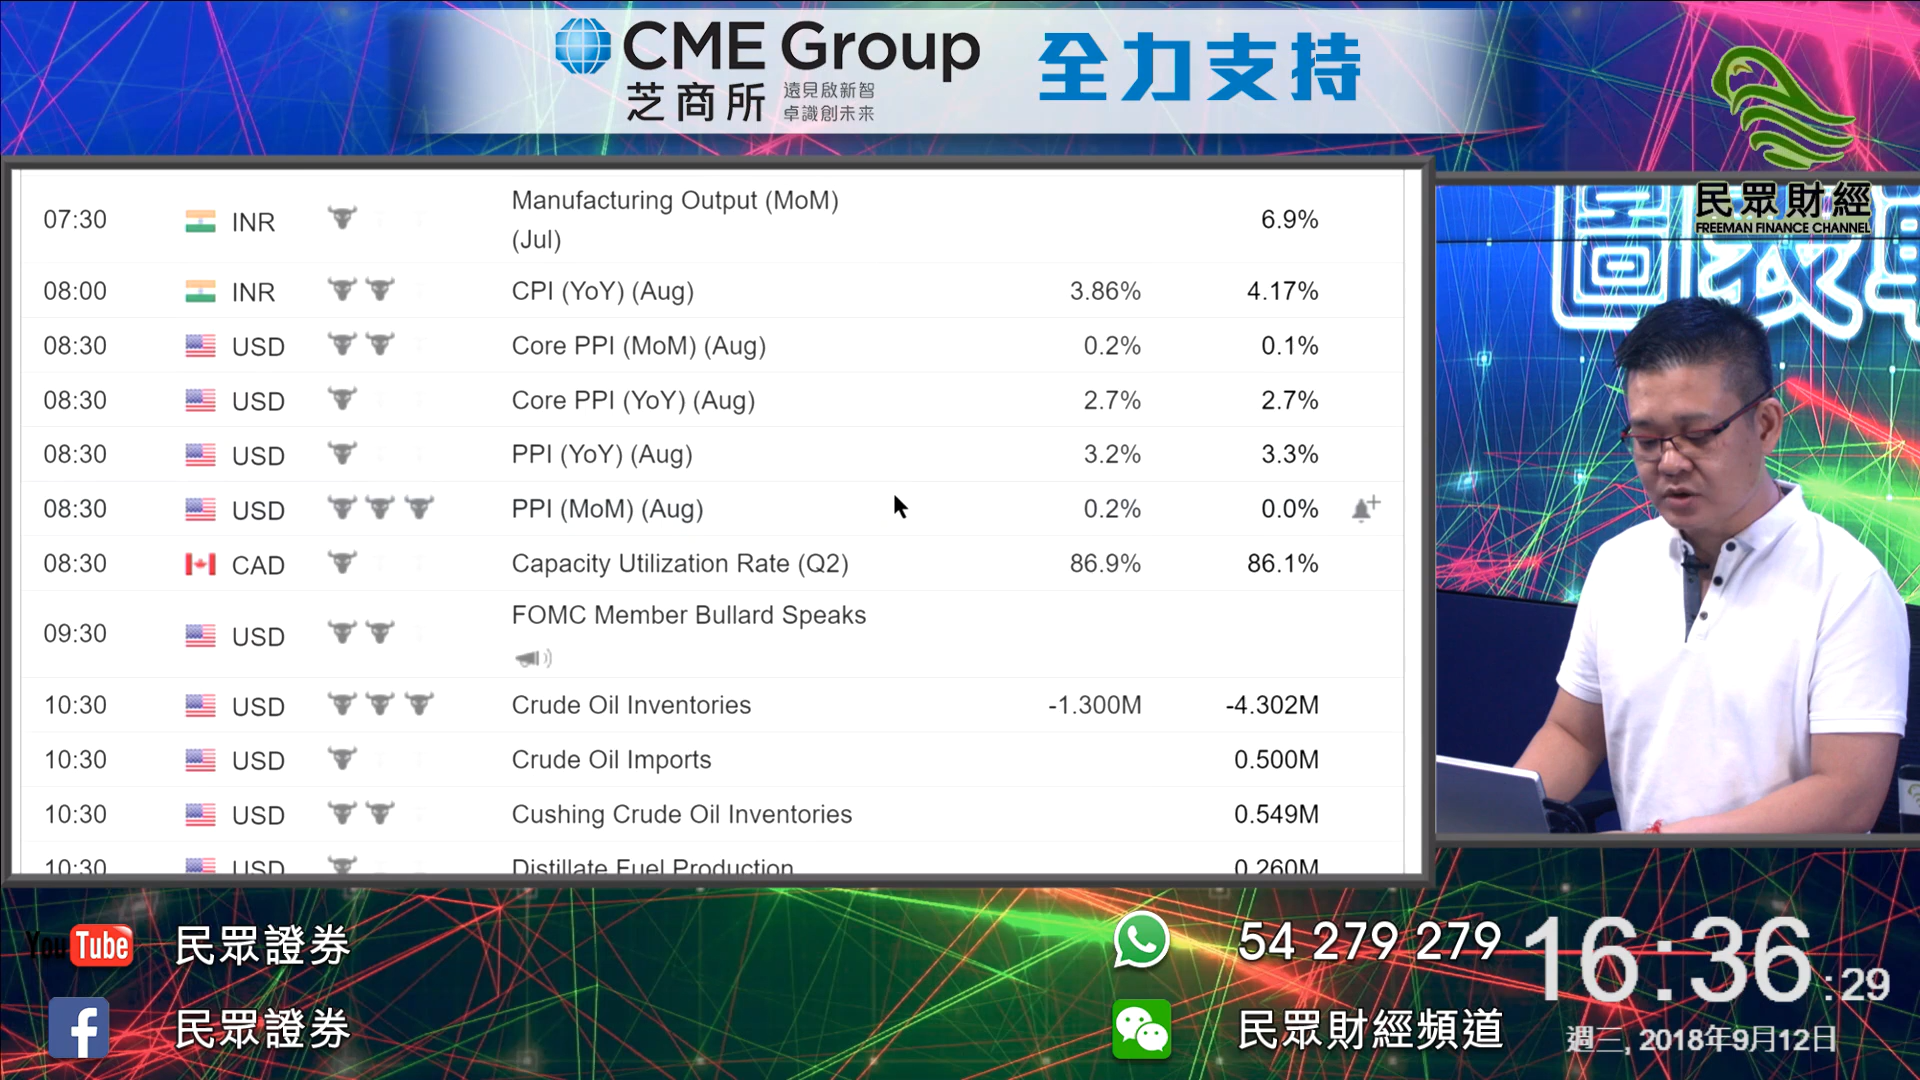 CME Group
芝商所
遠見啟新智
卓識創未来
全力支持
民眾財經
FREEMAN FINANCE CHANNEL
07:30 INR Manufacturing Output (MoM) (Jul) 6.9%
08:00 INR CPI (YoY) (Aug) 3.86% 4.17%
08:30 USD Core PPI (MoM) (Aug) 0.2% 0.1%
08:30 USD Core PPI (YoY) (Aug) 2.7% 2.7%
08:30 USD PPI (YoY) (Aug) 3.2% 3.3%
08:30 USD PPI (MoM) (Aug) 0.2% 0.0%
08:30 CAD Capacity Utilization Rate (Q2) 86.9% 86.1%
09:30 USD FOMC Member Bullard Speaks
10:30 USD Crude Oil Inventories -1.300M -4.302M
10:30 USD Crude Oil Imports 0.500M
10:30 USD Cushing Crude Oil Inventories 0.549M
10:30 USD Distillate Fuel Production 0.260M
YouTube 民眾證券
f 民眾證券
54 279 279
民眾財經頻道
16:36:29
週三, 2018年9月12日